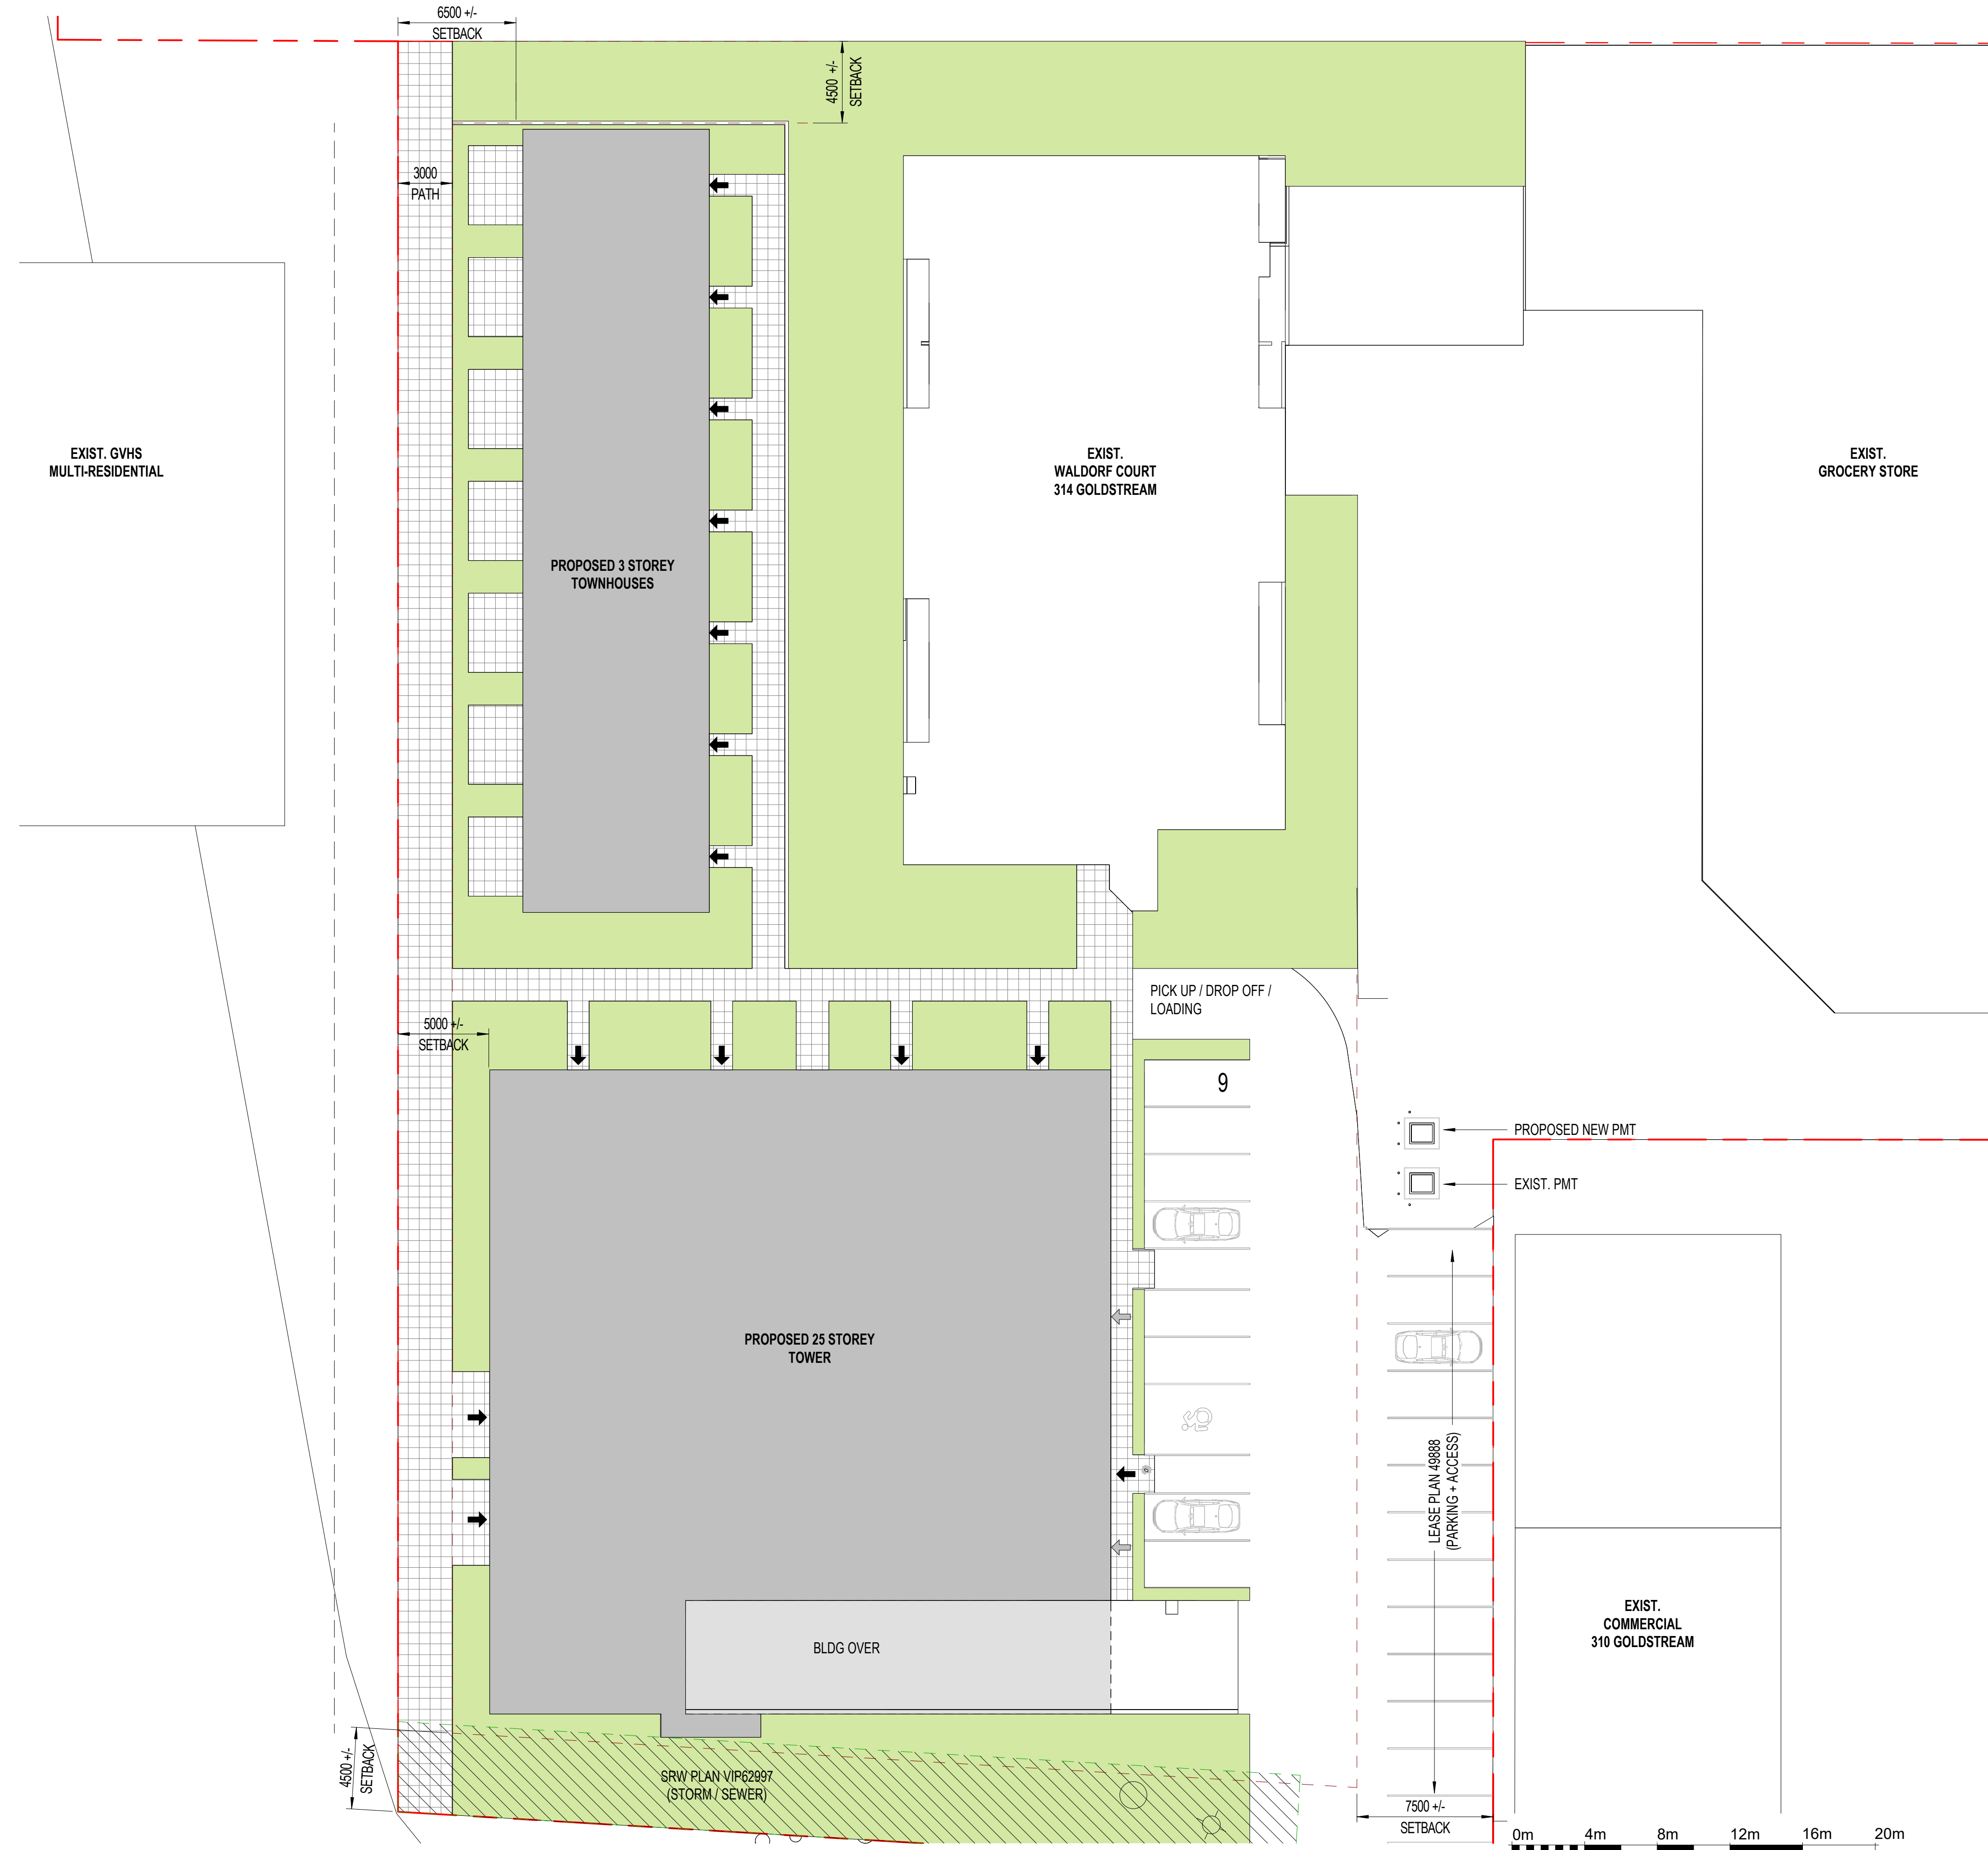 6500 +/-
SETBACK
4500 +/-
SETBACK
3000
PATH
EXIST. GVHS
MULTI-RESIDENTIAL
EXIST.
WALDORF COURT
314 GOLDSTREAM
EXIST.
GROCERY STORE
PROPOSED 3 STOREY
TOWNHOUSES
PICK UP / DROP OFF /
LOADING
5000 +/-
SETBACK
9
PROPOSED NEW PMT
EXIST. PMT
PROPOSED 25 STOREY
TOWER
LEASE PLAN 49888
(PARKING + ACCESS)
EXIST.
COMMERCIAL
310 GOLDSTREAM
BLDG OVER
4500 +/-
SETBACK
SRW PLAN VIP62997
(STORM / SEWER)
7500 +/-
SETBACK
0m 4m 8m 12m 16m 20m